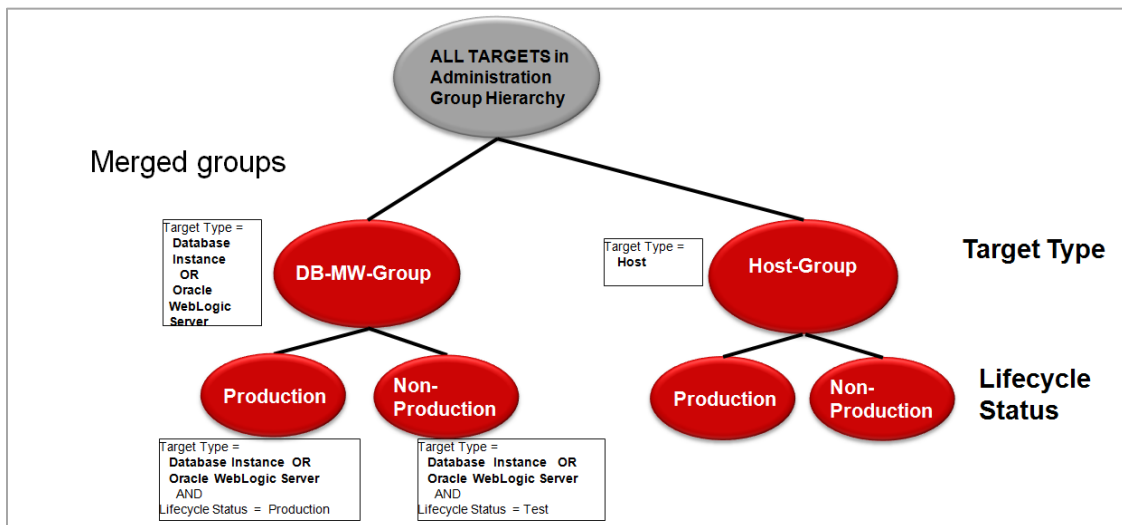 ALL TARGETS in
Administration
Group Hierarchy
Merged groups
Target Type =
Database
Instance
OR
Oracle
WebLogic
Server
DB-MW-Group
Target Type =
Host
Host-Group
Target Type
Production
Non-
Production
Production
Non-
Production
Lifecycle
Status
Target Type =
Database Instance OR
Oracle WebLogic Server
AND
Lifecycle Status = Production
Target Type =
Database Instance OR
Oracle WebLogic Server
AND
Lifecycle Status = Test